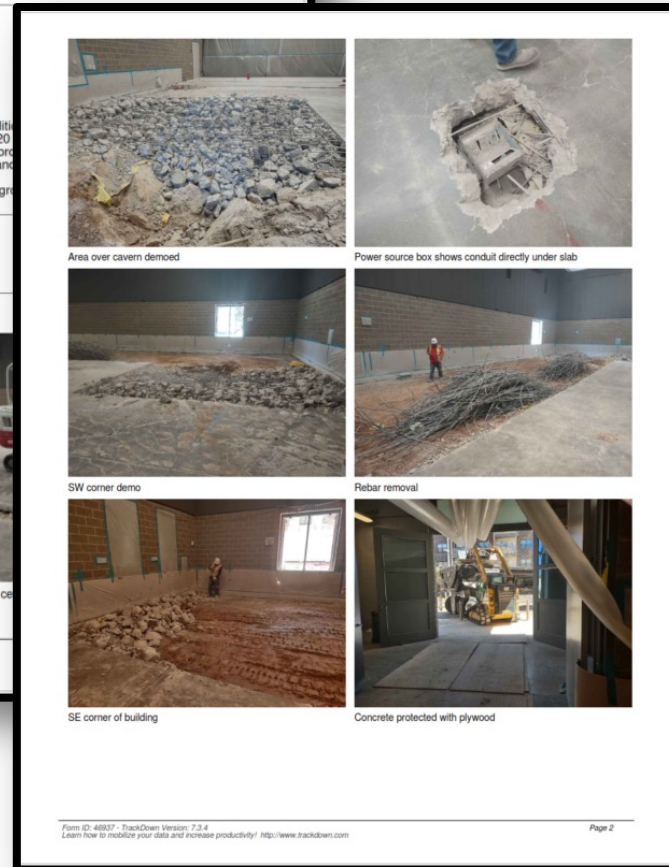 Area over cavern demoed
Power source box shows conduit directly under slab
SW corner demo
Rebar removal
SE corner of building
Concrete protected with plywood
Form ID: 46937 - TrackDown Version: 7.3.4
Learn how to mobilize your data and increase productivity! http://www.trackdown.com
Page 2